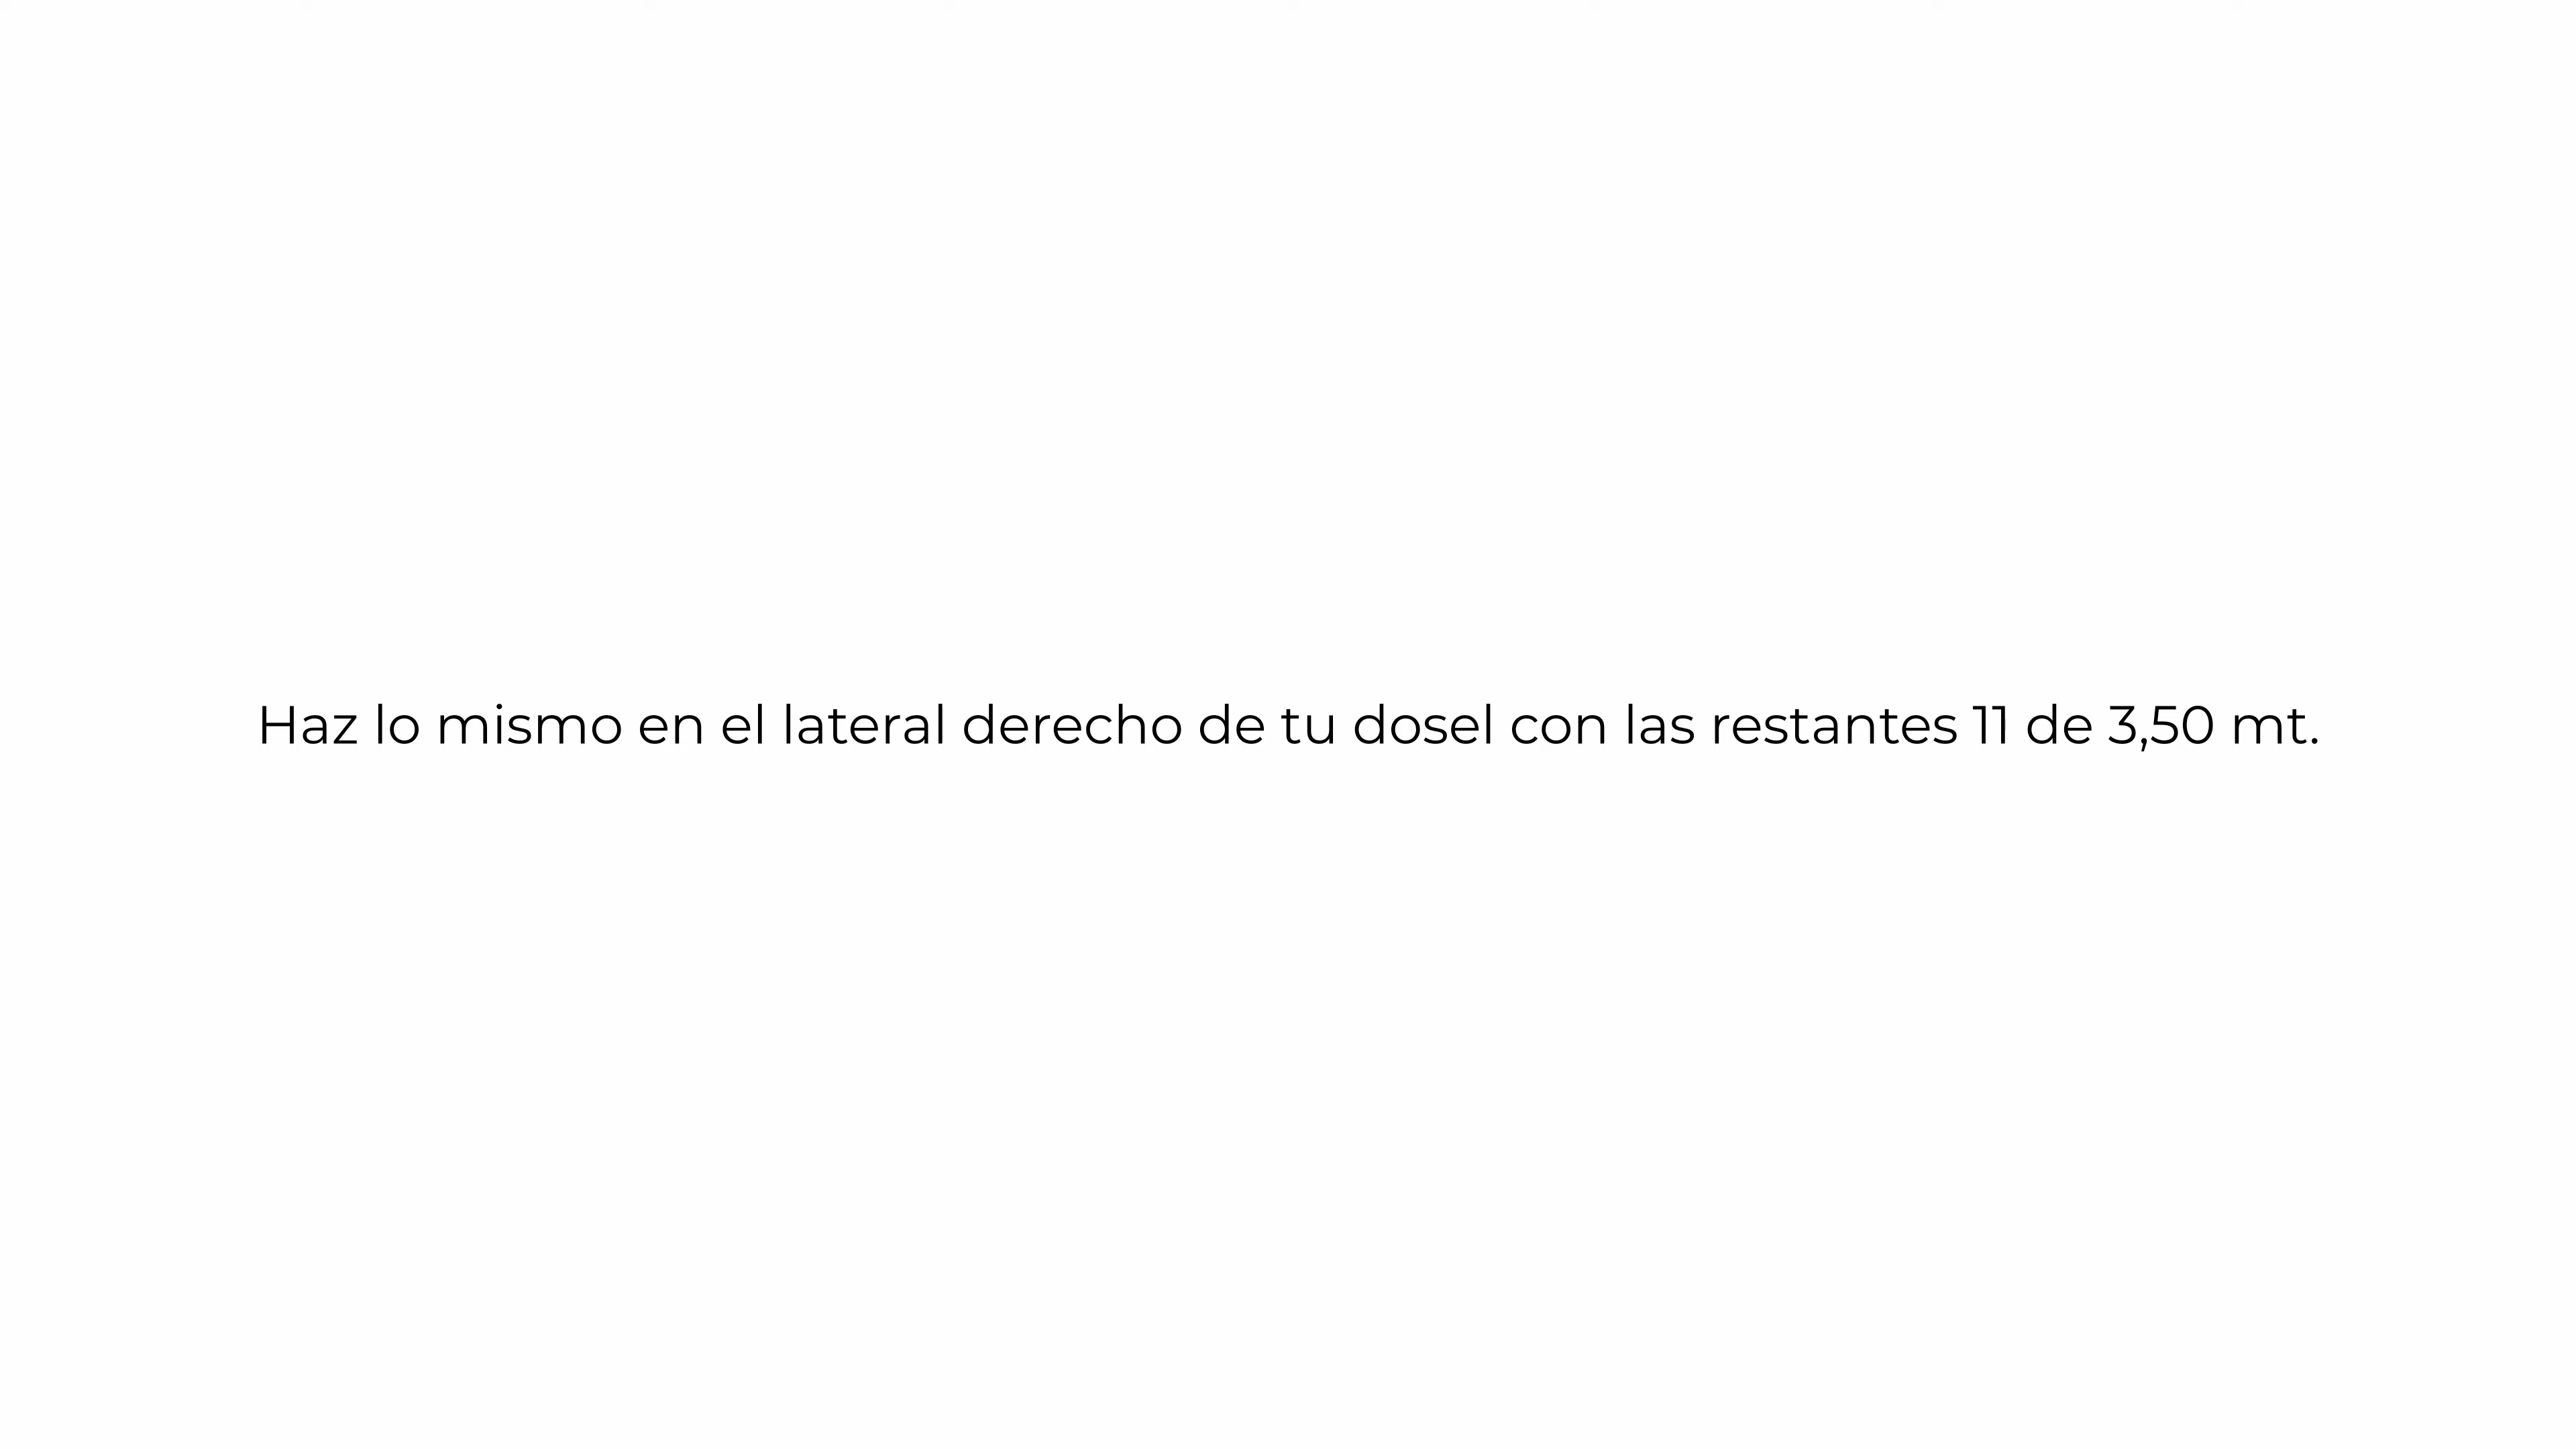 Haz lo mismo en el lateral derecho de tu dosel con las restantes 11 de 3,50 mt.